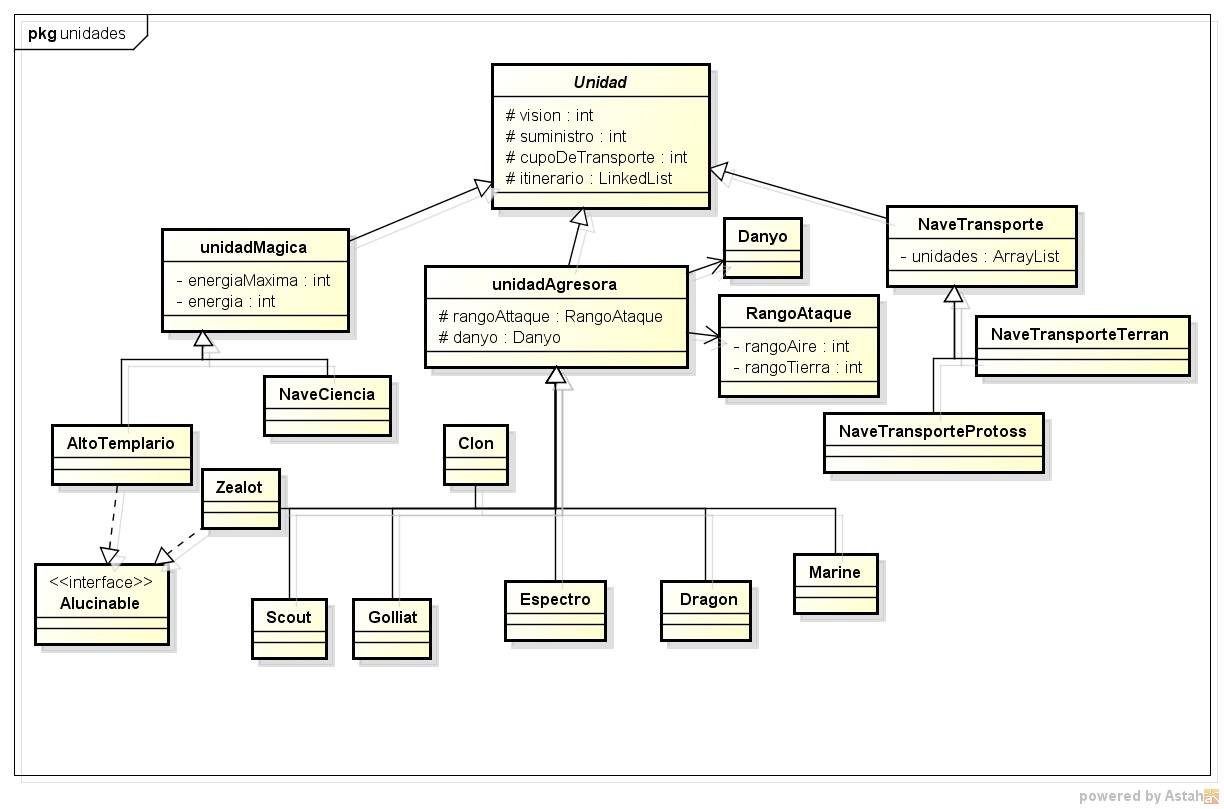 pkg unidades
Unidad
# vision : int
# suministro : int
# cupoDeTransporte : int
# itinerario : LinkedList
unidadMagica
- energiaMaxima : int
- energia : int
unidadAgresora
# rangoAttaque : RangoAtaque
# danyo : Danyo
Danyo
RangoAtaque
- rangoAire : int
- rangoTierra : int
NaveTransporte
- unidades : ArrayList
NaveTransporteTerran
NaveTransporteProtoss
NaveCiencia
AltoTemplario
Zealot
Clon
<<interface>>
Alucinable
Scout
Golliat
Espectro
Dragon
Marine
powered by Astah